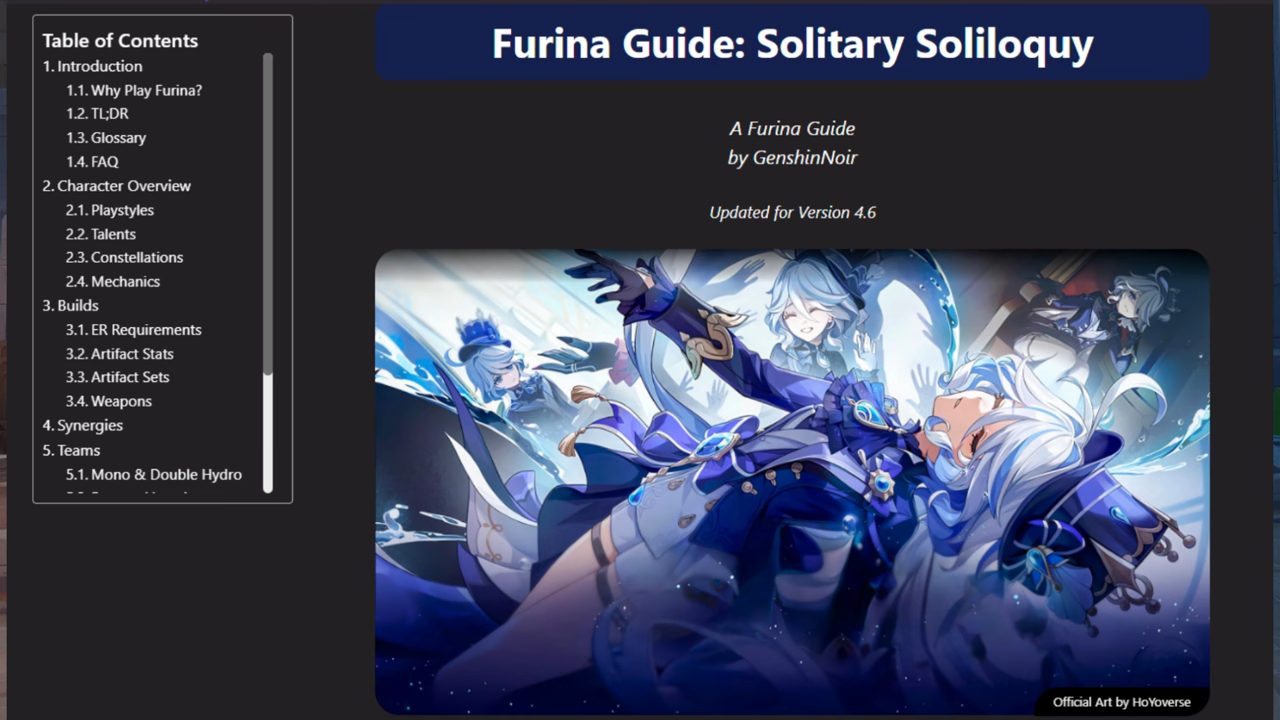 Table of Contents
1. Introduction
1.1. Why Play Furina?
1.2. TL;DR
1.3. Glossary
1.4. FAQ
2. Character Overview
2.1. Playstyles
2.2. Talents
2.3. Constellations
2.4. Mechanics
3. Builds
3.1. ER Requirements
3.2. Artifact Stats
3.3. Artifact Sets
3.4. Weapons
4. Synergies
5. Teams
5.1. Mono & Double Hydro
Furina Guide: Solitary Soliloquy
A Furina Guide
by GenshinNoir
Updated for Version 4.6
Official Art by HoYoverse